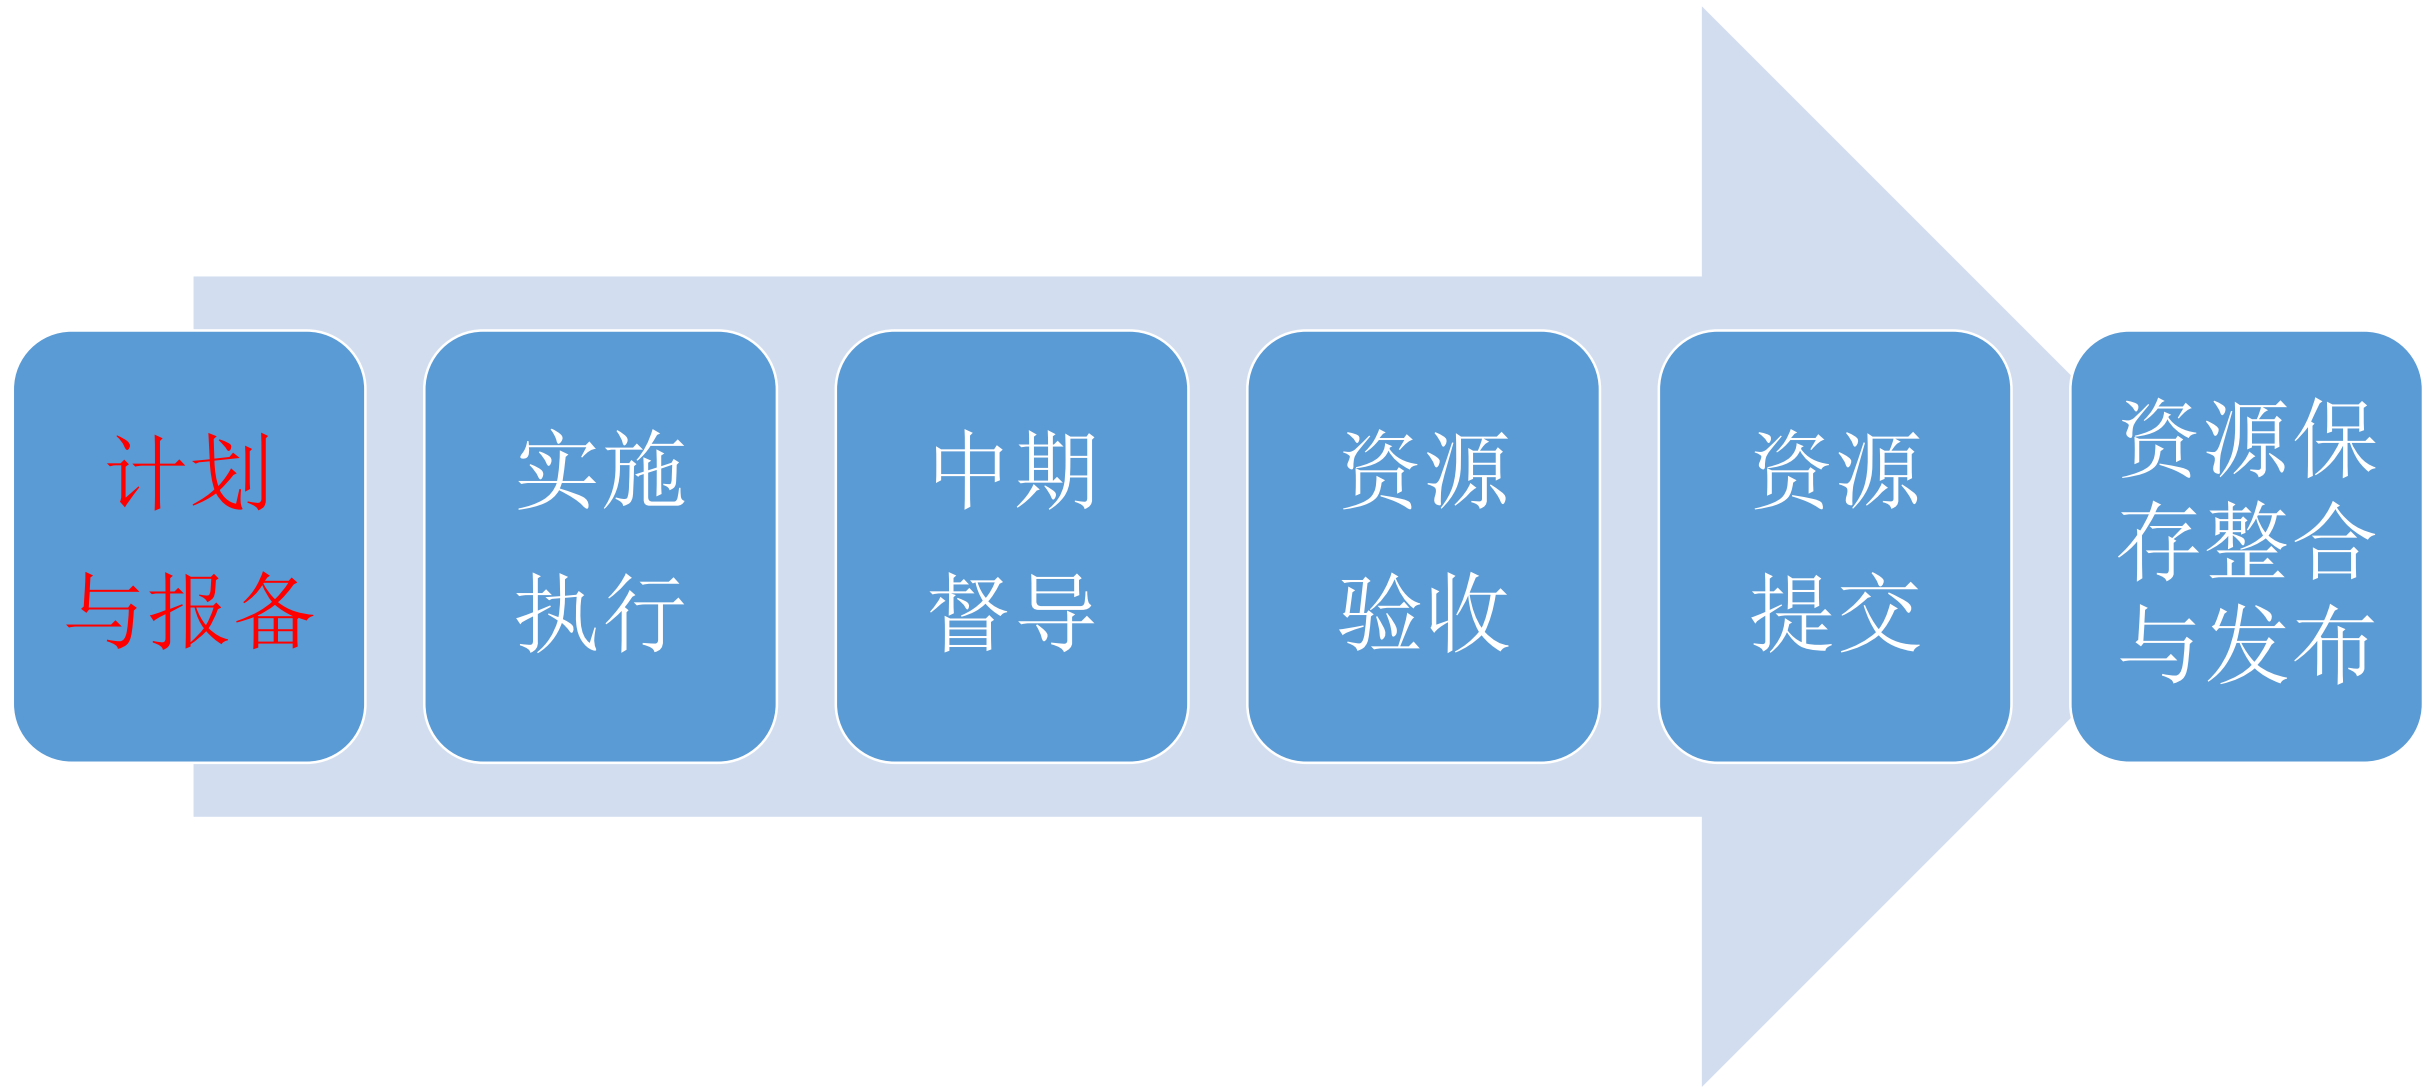 计划
与报备
实施
执行
中期
督导
资源
验收
资源
提交
资源保
存整合
与发布